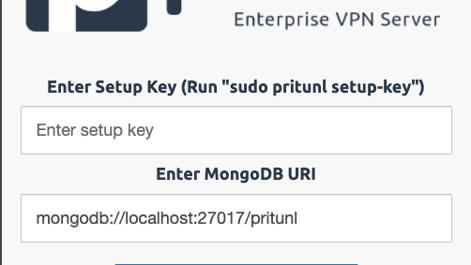 Enterprise VPN Server
Enter Setup Key (Run "sudo pritunl setup-key")
Enter setup key
Enter MongoDB URI
mongodb://localhost:27017/pritunl